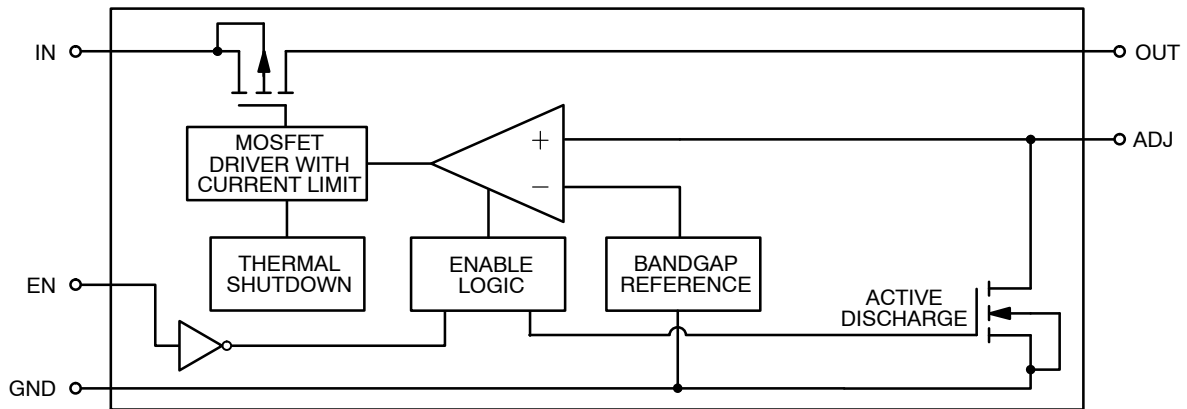 IN
OUT
MOSFET
DRIVER WITH
CURRENT LIMIT
+
−
ADJ
THERMAL
SHUTDOWN
ENABLE
LOGIC
BANDGAP
REFERENCE
EN
ACTIVE
DISCHARGE
GND